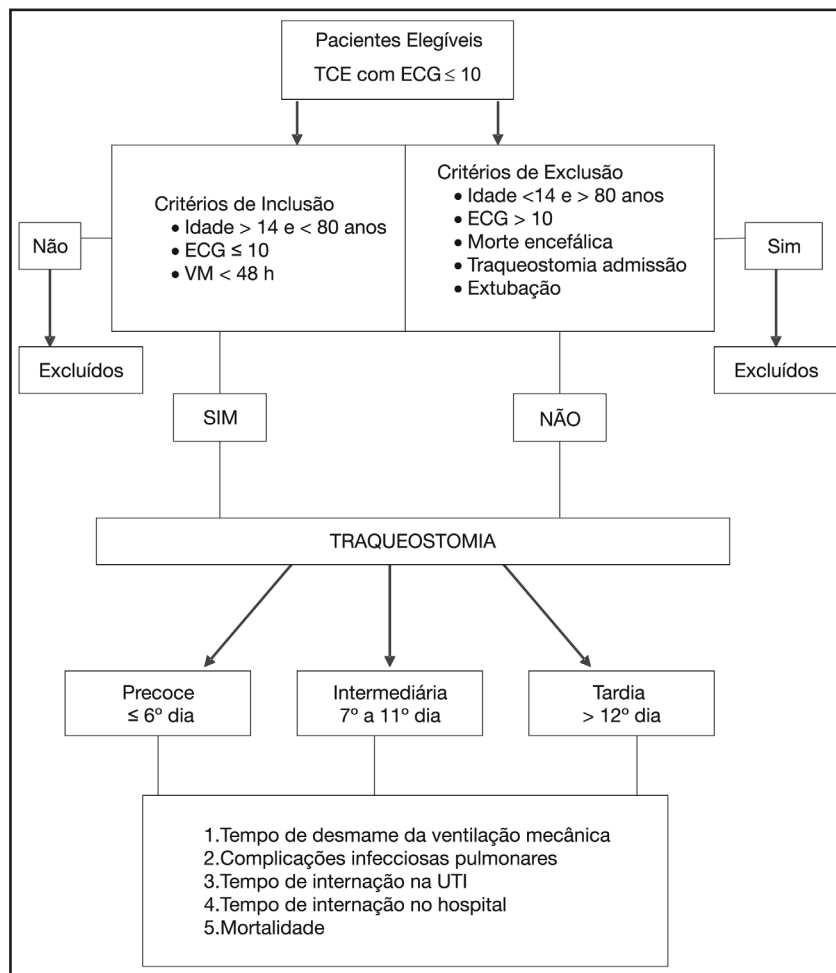 Pacientes Elegíveis
TCE com ECG ≤ 10
Critérios de Inclusão
• Idade > 14 e < 80 anos
• ECG ≤ 10
• VM < 48 h
Critérios de Exclusão
• Idade <14 e > 80 anos
• ECG > 10
• Morte encefálica
• Traqueostomia admissão
• Extubação
Não
Sim
Excluídos
Excluídos
SIM
NÃO
TRAQUEOSTOMIA
Precoce
≤ 6º dia
Intermediária
7º a 11º dia
Tardia
> 12º dia
1.Tempo de desmame da ventilação mecânica
2.Complicações infecciosas pulmonares
3.Tempo de internação na UTI
4.Tempo de internação no hospital
5.Mortalidade